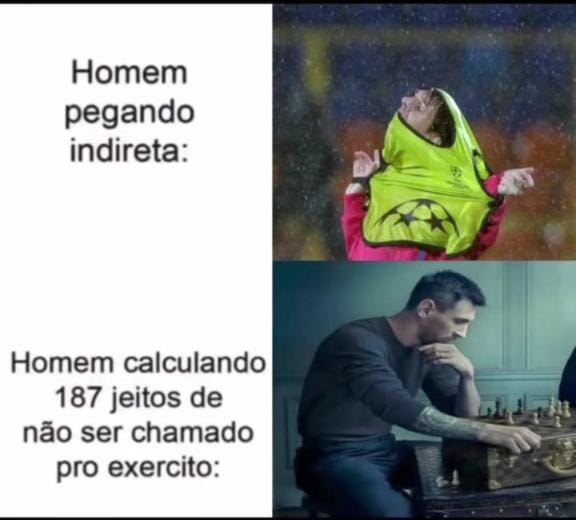 Homem
pegando
indireta:
Homem calculando
187 jeitos de
não ser chamado
pro exercito: